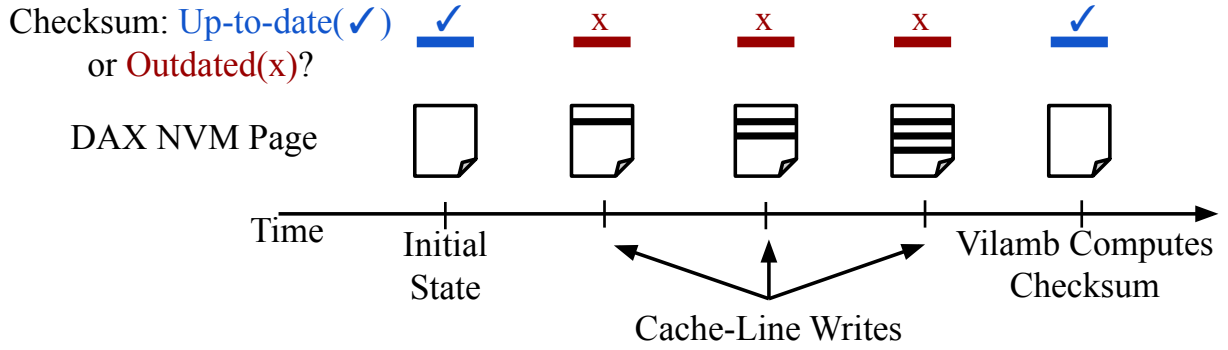 Checksum: Up-to-date(✓)
or Outdated(x)?
✓ x x x ✓
DAX NVM Page
Time
Initial
State
Vilamb Computes
Checksum
Cache-Line Writes